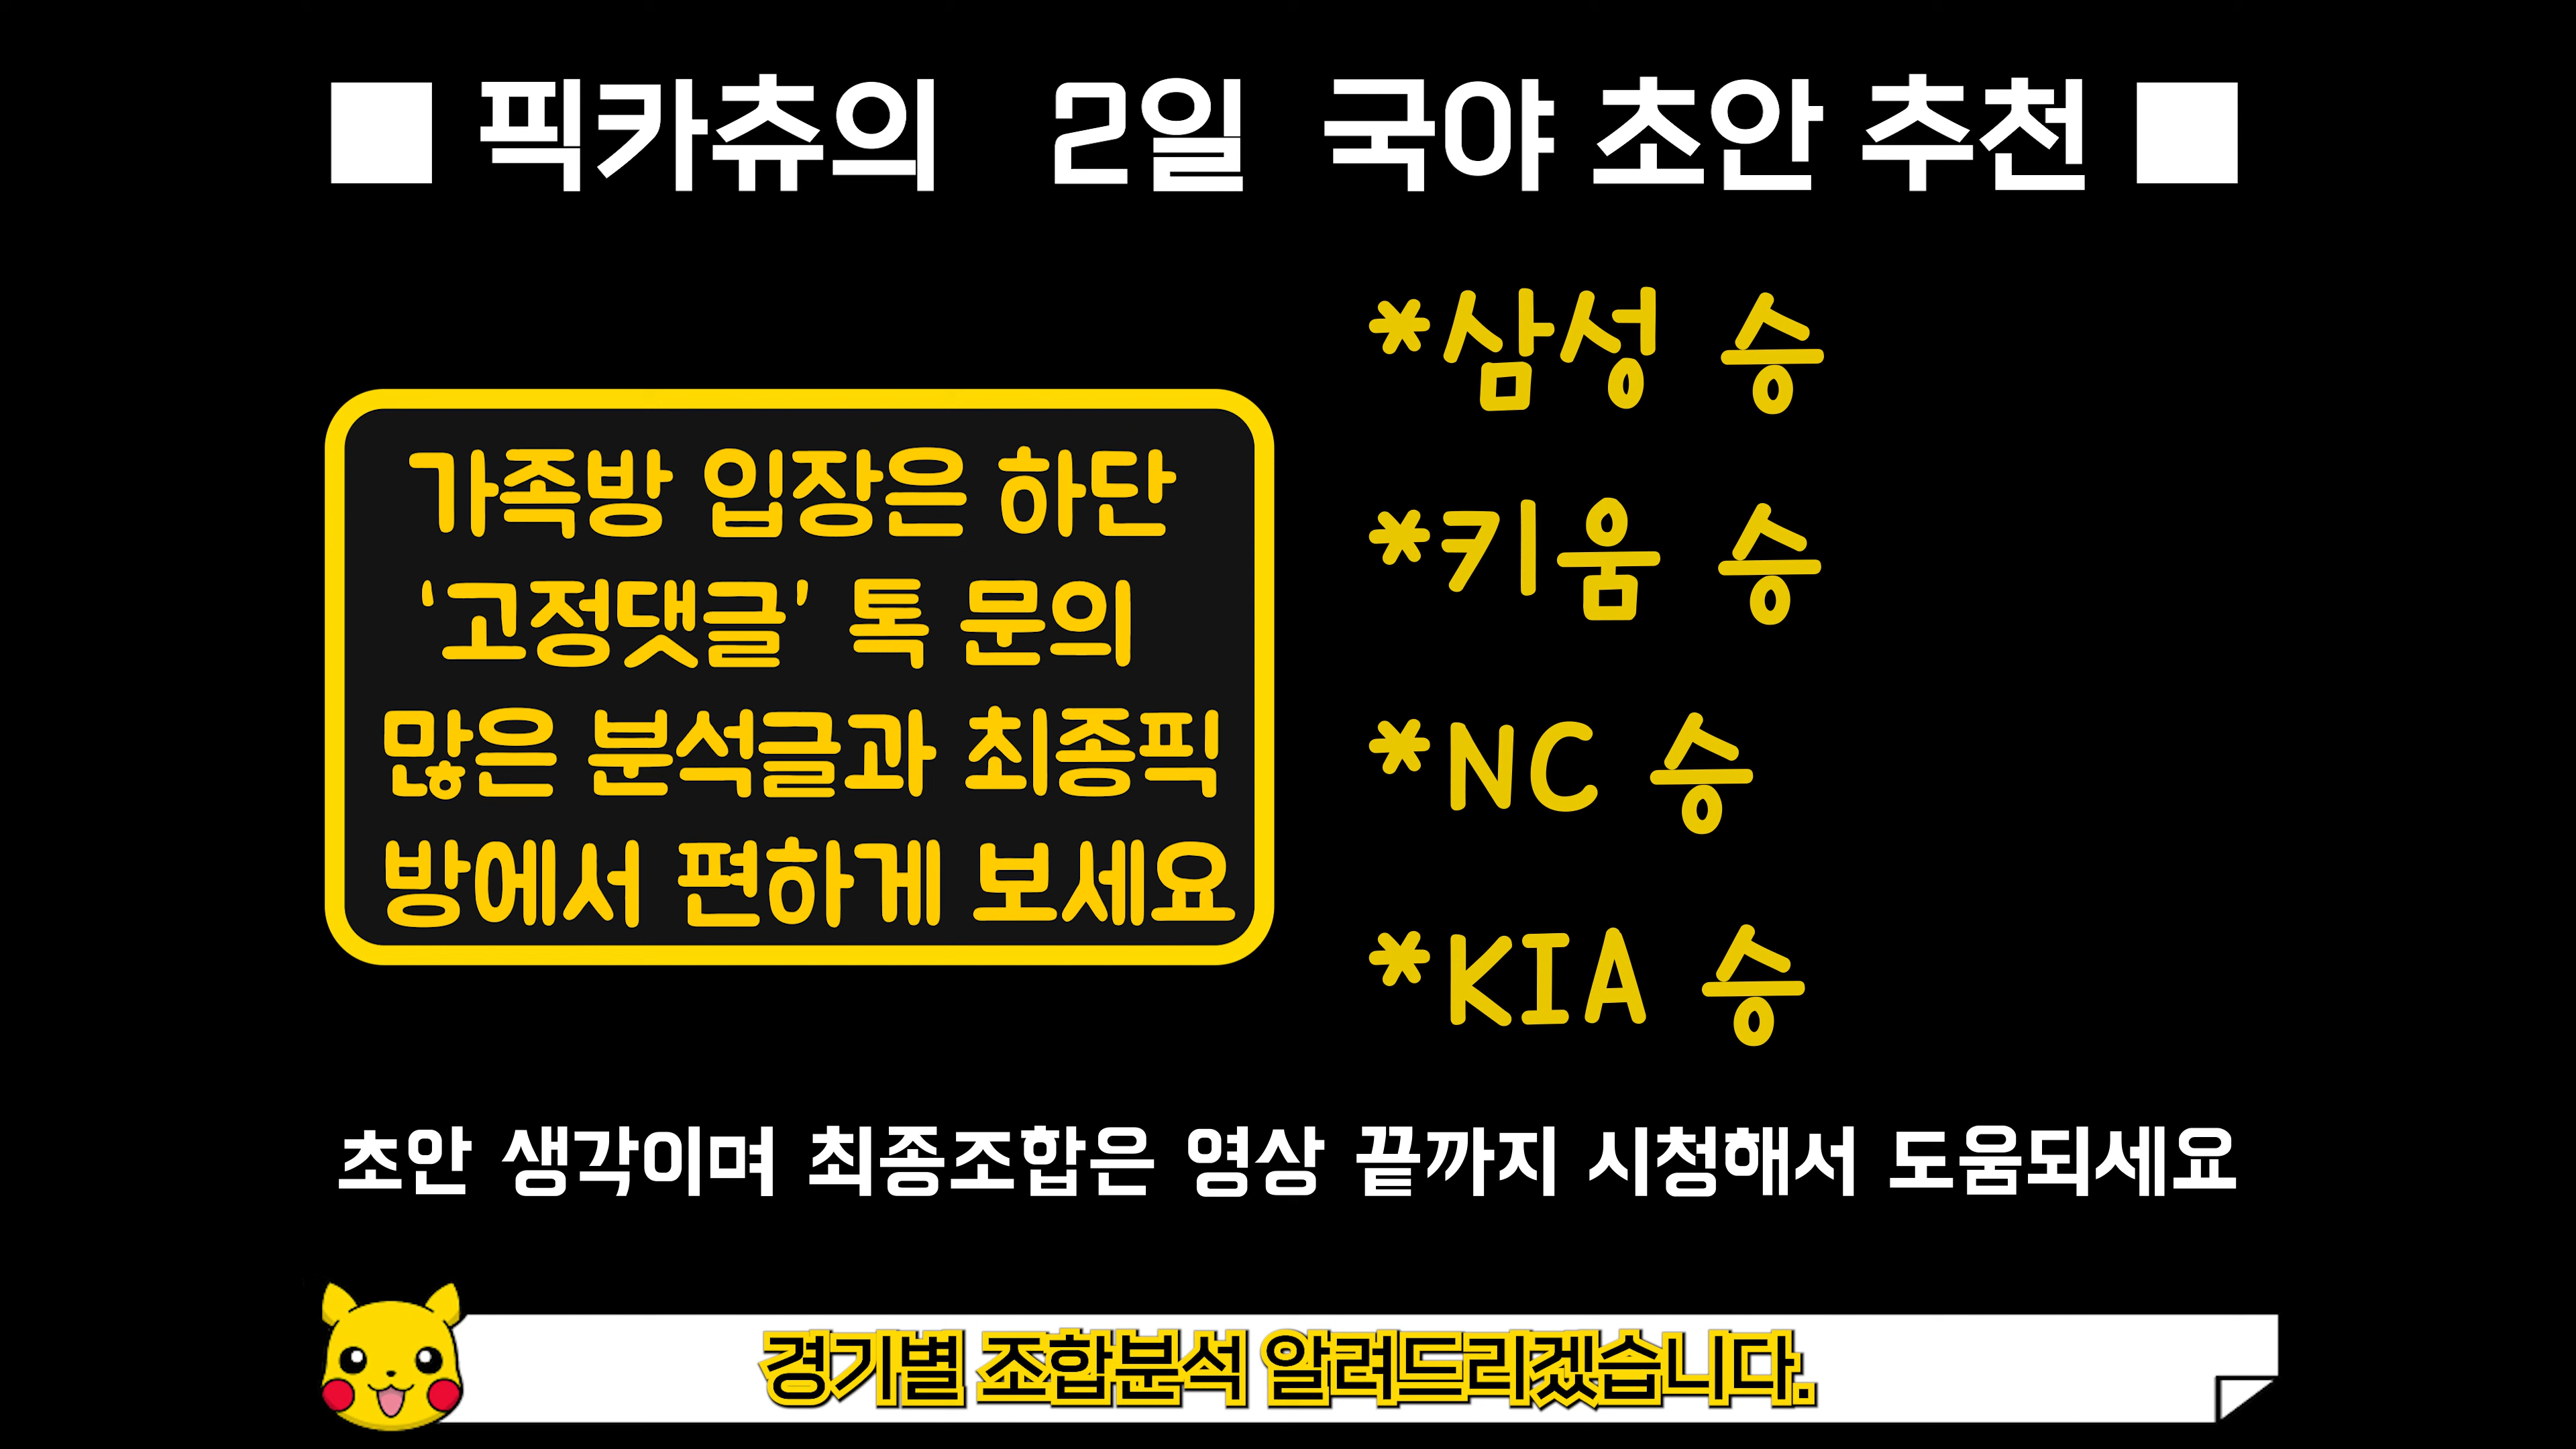 ■ 픽카츄의 2일 국야 초안 추천 ■
가족방 입장은 하단
‘고정댓글’ 톡 문의
많은 분석글과 최종픽
방에서 편하게 보세요
*삼성 승
*키움 승
*NC 승
*KIA 승
초안 생각이며 최종조합은 영상 끝까지 시청해서 도움되세요
경기별 조합분석 알려드리겠습니다.